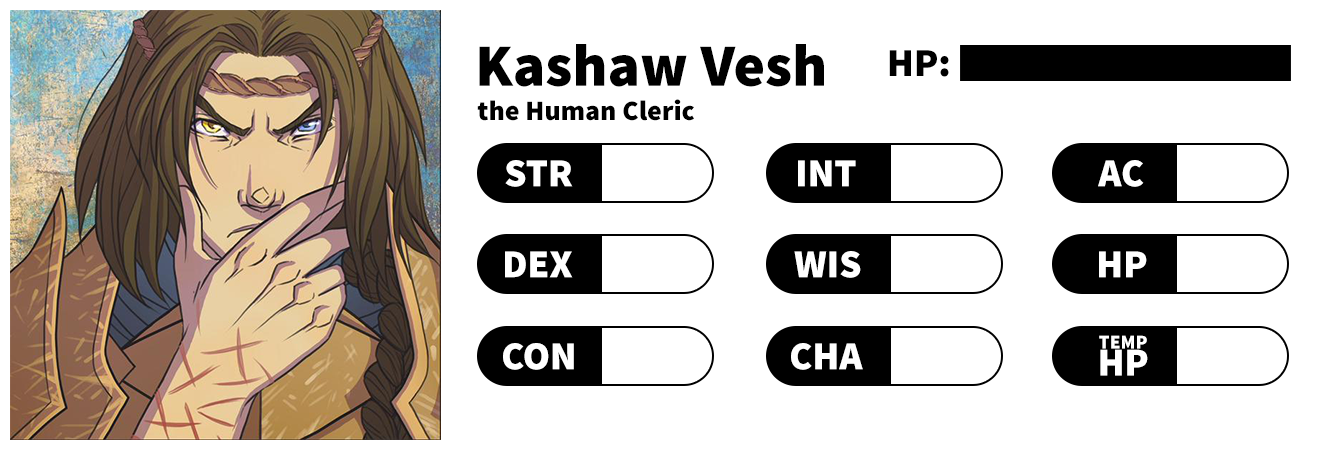 Kashaw Vesh
HP:
the Human Cleric
STR
INT
AC
DEX
WIS
HP
CON
CHA
TEMP
HP